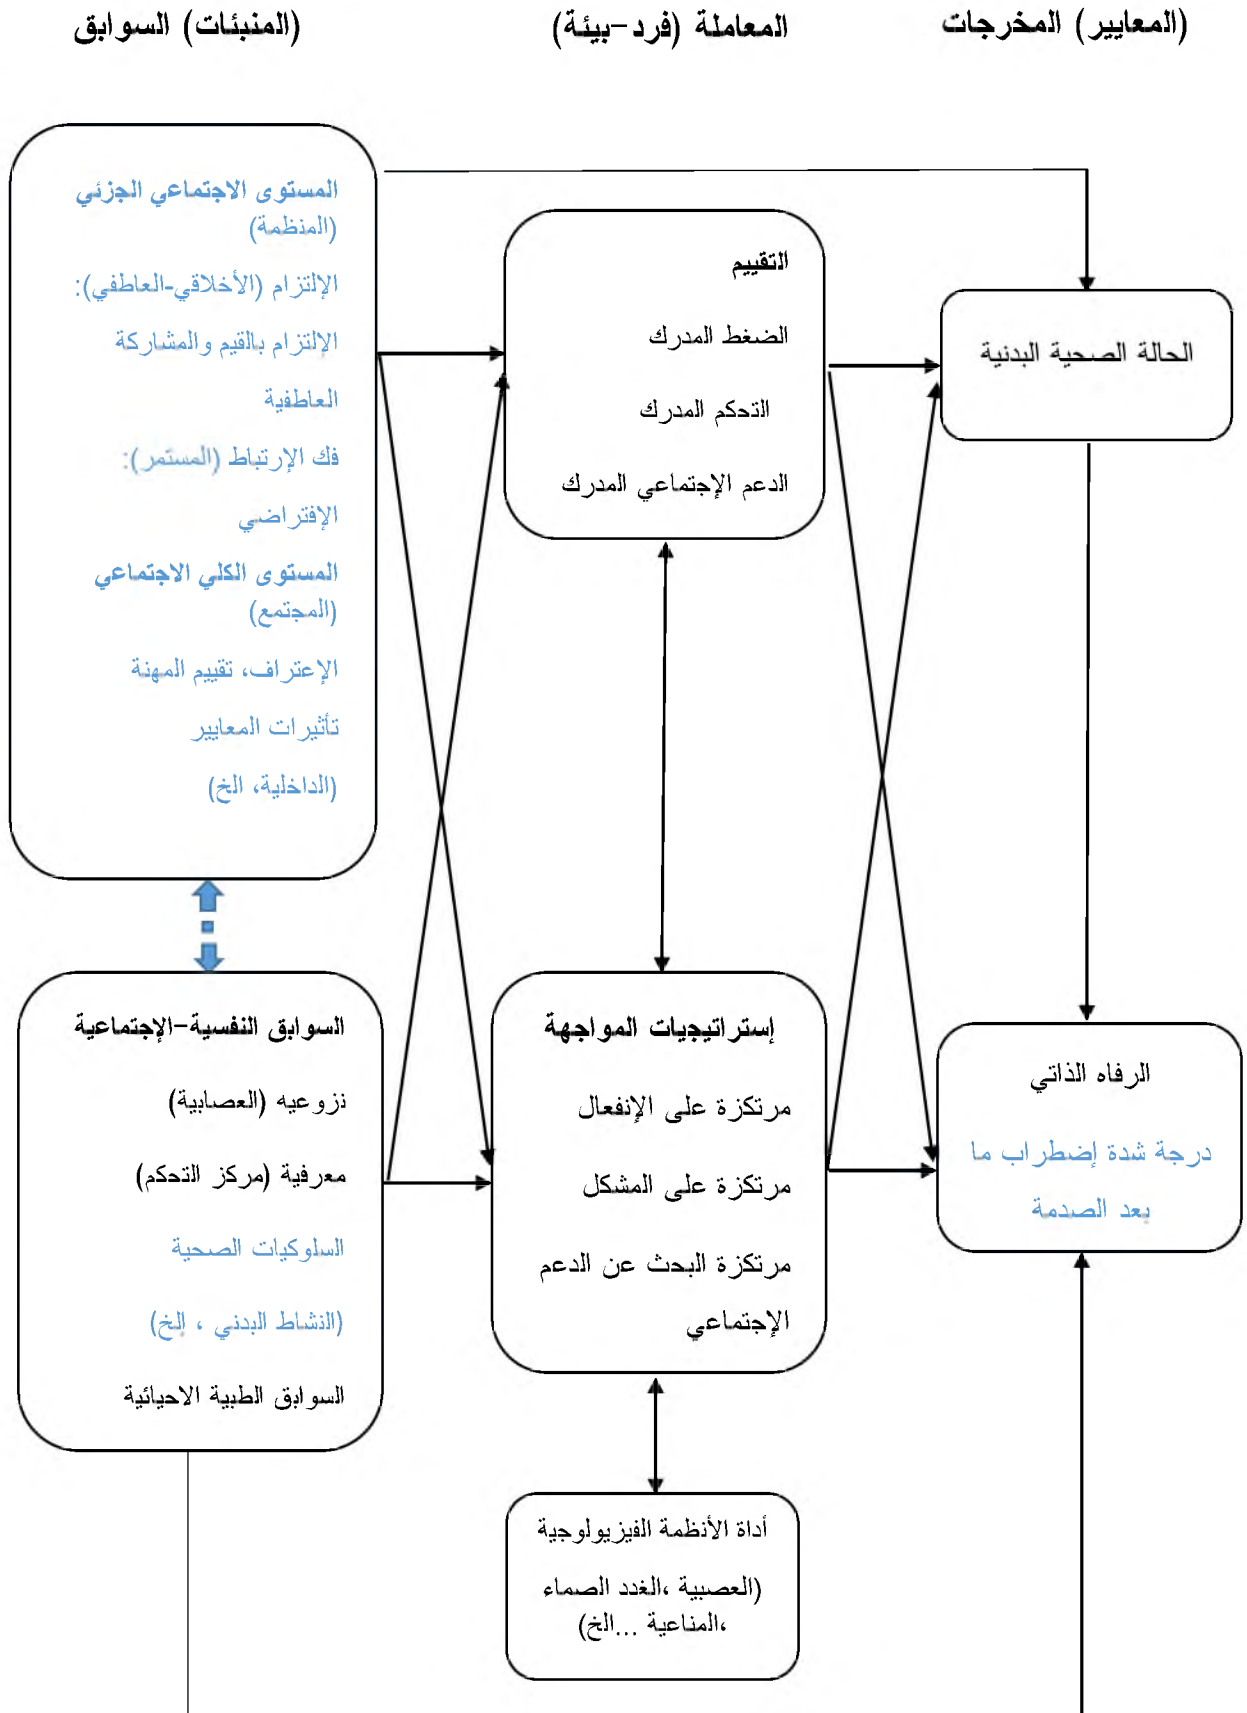 السوابق (المنبئات)
المعاملة (فرد-بيئة)
المخرجات (المعايير)
المستوى الاجتماعي الجزئي
(المنظمة)
الإلتزام (الأخلاقي-العاطفي):
الإلتزام بالقيم والمشاركة
العاطفية
فك الإرتباط (المستمر):
الإفتراضي
المستوى الكلي الاجتماعي
(المجتمع)
الإعتراف، تقييم المهنة
تأثيرات المعايير
(الداخلية، الخ)
السوابق النفسية-الإجتماعية
نزوعيه (العصابية)
معرفية (مركز التحكم)
السلوكيات الصحية
(النشاط البدني ، إلخ)
السوابق الطبية الاحيائية
التقييم
الضغط المدرك
التحكم المدرك
الدعم الإجتماعي المدرك
إستراتيجيات المواجهة
مرتكزة على الإنفعال
مرتكزة على المشكل
مرتكزة البحث عن الدعم
الإجتماعي
أداة الأنظمة الفيزيولوجية
(العصبية ،الغدد الصماء
،المناعية ...الخ)
الحالة الصحية البدنية
الرفاه الذاتي
درجة شدة إضطراب ما
بعد الصدمة